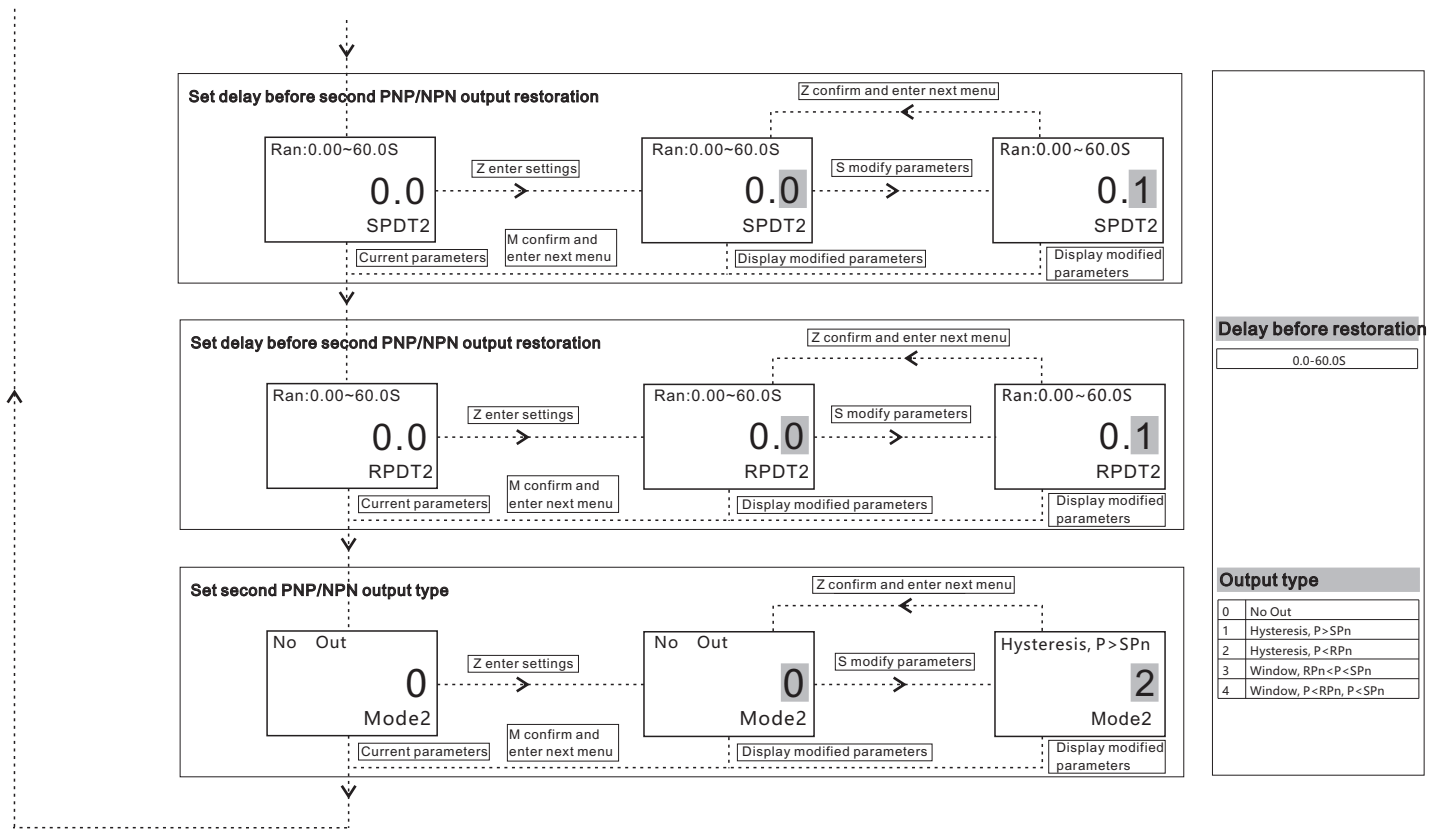 Set delay before second PNP/NPN output restoration
Z confirm and enter next menu
Ran:0.00~60.0S
0.0
SPDT2
Z enter settings
Ran:0.00~60.0S
0.0
SPDT2
S modify parameters
Ran:0.00~60.0S
0.1
SPDT2
Current parameters
M confirm and
enter next menu
Display modified parameters
Display modified
parameters
Set delay before second PNP/NPN output restoration
Z confirm and enter next menu
Ran:0.00~60.0S
0.0
RPDT2
Z enter settings
Ran:0.00~60.0S
0.0
RPDT2
S modify parameters
Ran:0.00~60.0S
0.1
RPDT2
Current parameters
M confirm and
enter next menu
Display modified parameters
Display modified
parameters
Set second PNP/NPN output type
Z confirm and enter next menu
No Out
0
Mode2
Z enter settings
No Out
0
Mode2
S modify parameters
Hysteresis, P>SPn
2
Mode2
Current parameters
M confirm and
enter next menu
Display modified parameters
Display modified
parameters
Delay before restoration
0.0-60.0S
Output type
0 No Out
1 Hysteresis, P>SPn
2 Hysteresis, P<RPn
3 Window, RPn<P<SPn
4 Window, P<RPn, P<SPn